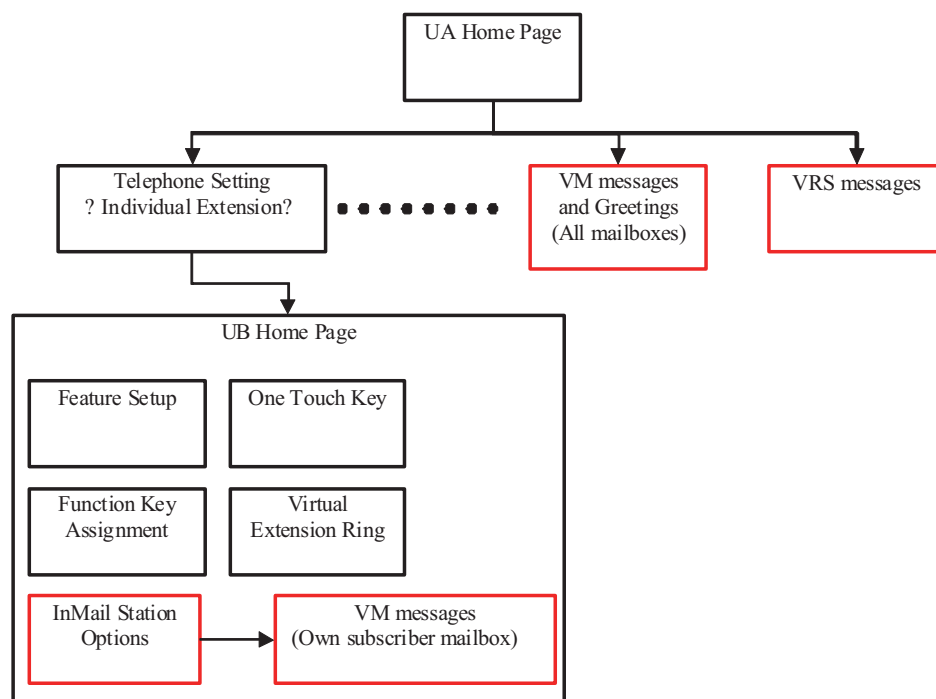 UA Home Page
Telephone Setting
? Individual Extension?
VM messages
and Greetings
(All mailboxes)
VRS messages
UB Home Page
Feature Setup
One Touch Key
Function Key
Assignment
Virtual
Extension Ring
InMail Station
Options
VM messages
(Own subscriber mailbox)